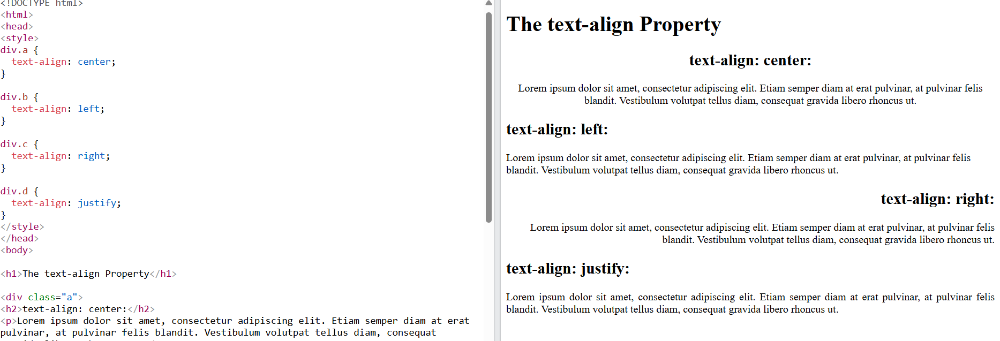 <!DOCTYPE html>
<html>
<head>
<style>
div.a {
  text-align: center;
}

div.b {
  text-align: left;
}

div.c {
  text-align: right;
}

div.d {
  text-align: justify;
}
</style>
</head>
<body>

<h1>The text-align Property</h1>

<div class="a">
<h2>text-align: center:</h2>
<p>Lorem ipsum dolor sit amet, consectetur adipiscing elit. Etiam semper diam at erat
pulvinar, at pulvinar felis blandit. Vestibulum volutpat tellus diam, consequat
The text-align Property
text-align: center:
Lorem ipsum dolor sit amet, consectetur adipiscing elit. Etiam semper diam at erat pulvinar, at pulvinar felis
blandit. Vestibulum volutpat tellus diam, consequat gravida libero rhoncus ut.
text-align: left:
Lorem ipsum dolor sit amet, consectetur adipiscing elit. Etiam semper diam at erat pulvinar, at pulvinar felis
blandit. Vestibulum volutpat tellus diam, consequat gravida libero rhoncus ut.
text-align: right:
Lorem ipsum dolor sit amet, consectetur adipiscing elit. Etiam semper diam at erat pulvinar, at pulvinar felis
blandit. Vestibulum volutpat tellus diam, consequat gravida libero rhoncus ut.
text-align: justify:
Lorem ipsum dolor sit amet, consectetur adipiscing elit. Etiam semper diam at erat pulvinar, at pulvinar felis
blandit. Vestibulum volutpat tellus diam, consequat gravida libero rhoncus ut.